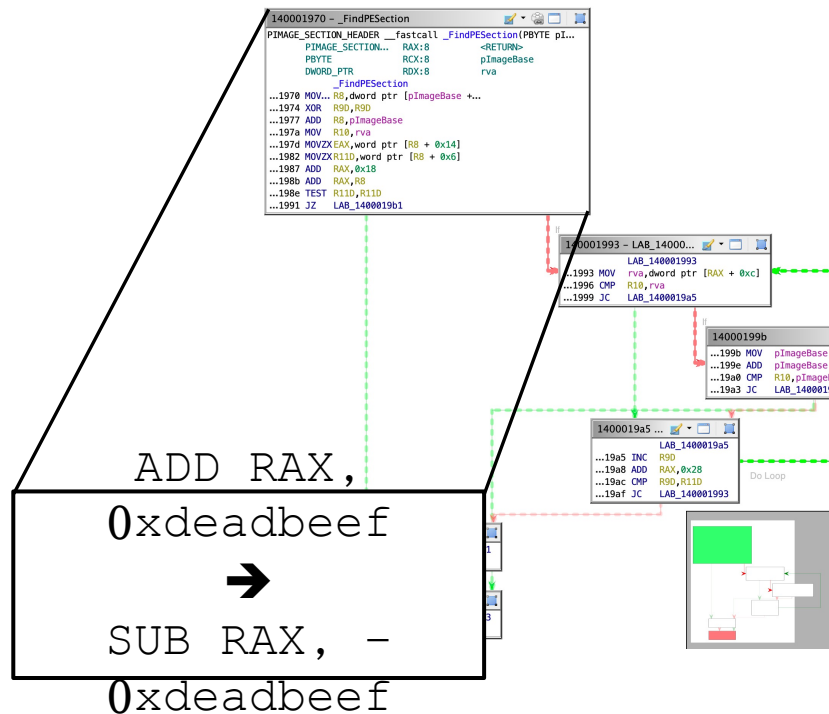 140001970 – _FindPESection
PIMAGE_SECTION_HEADER __fastcall _FindPESection(PBYTE pI...
PIMAGE_SECTION... RAX:8 <RETURN>
PBYTE RCX:8 pImageBase
DWORD_PTR RDX:8 rva
_FindPESection
...1970 MOV... R8,dword ptr [pImageBase +...
...1974 XOR R9D,R9D
...1977 ADD R8,pImageBase
...197a MOV R10,rva
...197d MOVZX EAX,word ptr [R8 + 0x14]
...1982 MOVZX R11D,word ptr [R8 + 0x6]
...1987 ADD RAX,0x18
...198b ADD RAX,R8
...198e TEST R11D,R11D
...1991 JZ LAB_1400019b1
If
140001993 – LAB_14000...
LAB_140001993
...1993 MOV rva,dword ptr [RAX + 0xc]
...1996 CMP R10,rva
...1999 JC LAB_1400019a5
If
14000199b
...199b MOV pImageBase
...199e ADD pImageBase
...19a0 CMP R10,pImageB
...19a3 JC LAB_1400019
1400019a5 ...
LAB_1400019a5
...19a5 INC R9D
...19a8 ADD RAX,0x28
...19ac CMP R9D,R11D
...19af JC LAB_140001993
Do Loop
1
3
ADD RAX,
0xdeadbeef
➔
SUB RAX, –
0xdeadbeef